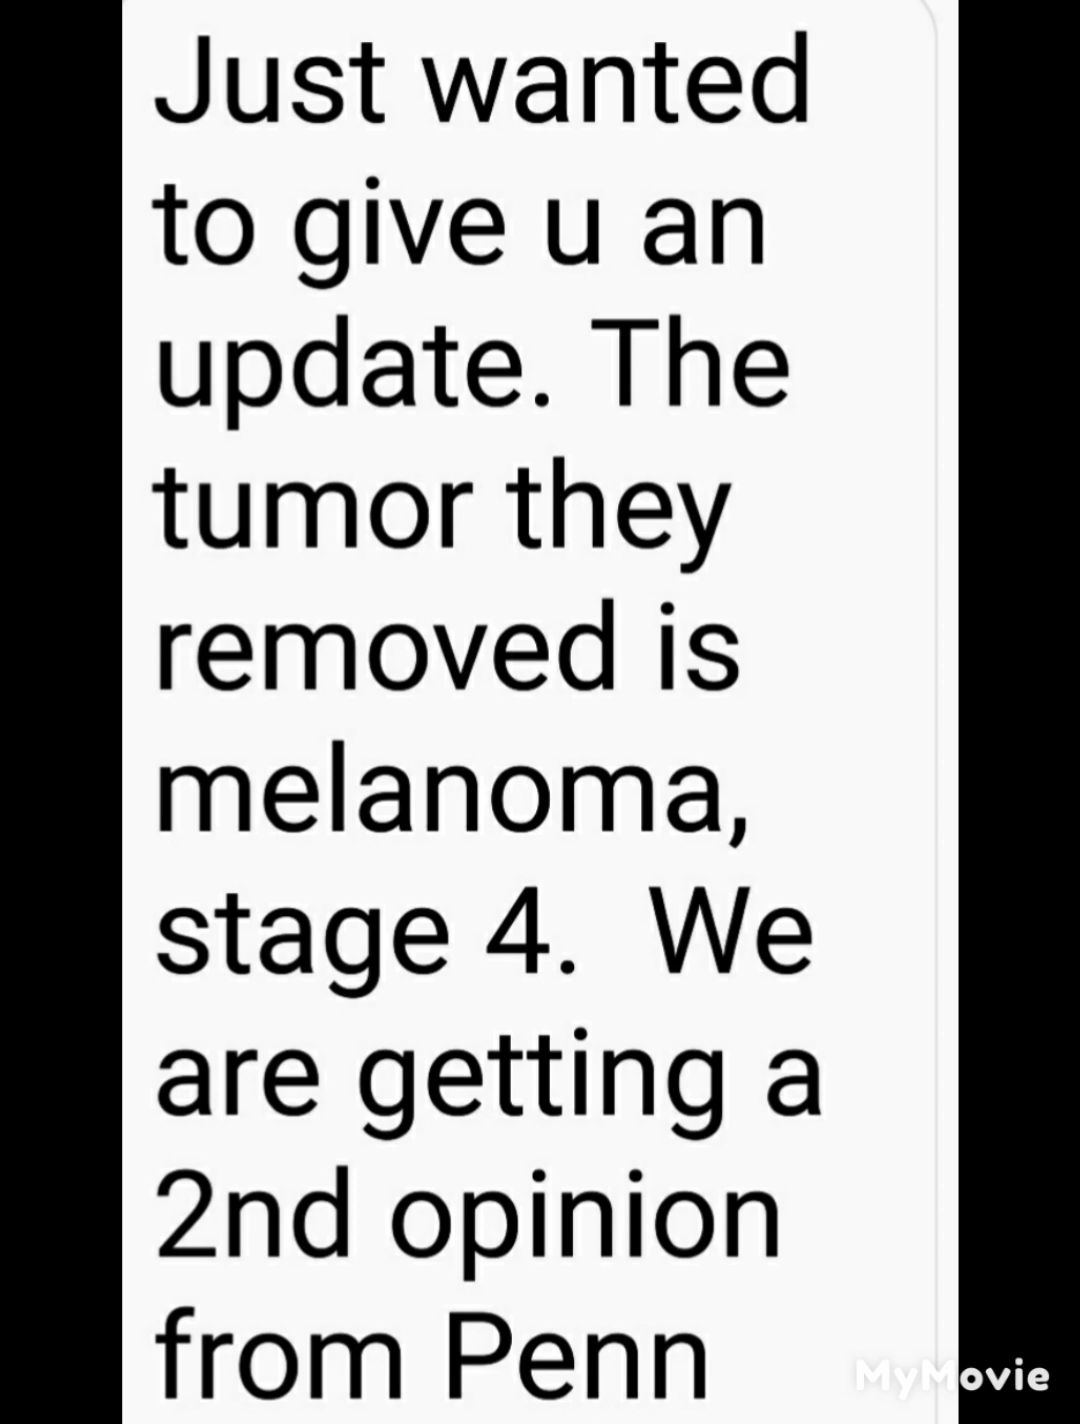 Just wanted
to give u an
update. The
tumor they
removed is
melanoma,
stage 4.  We
are getting a
2nd opinion
from Penn
MyMovie